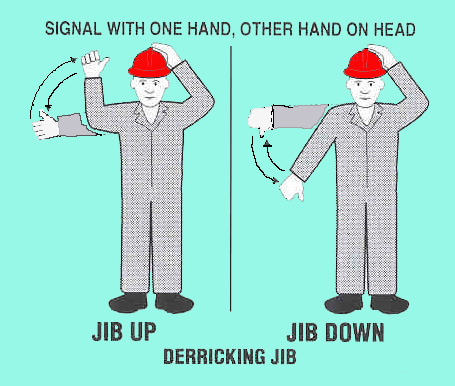 SIGNAL WITH ONE HAND, OTHER HAND ON HEAD
JIB UP
JIB DOWN
DERRICKING JIB